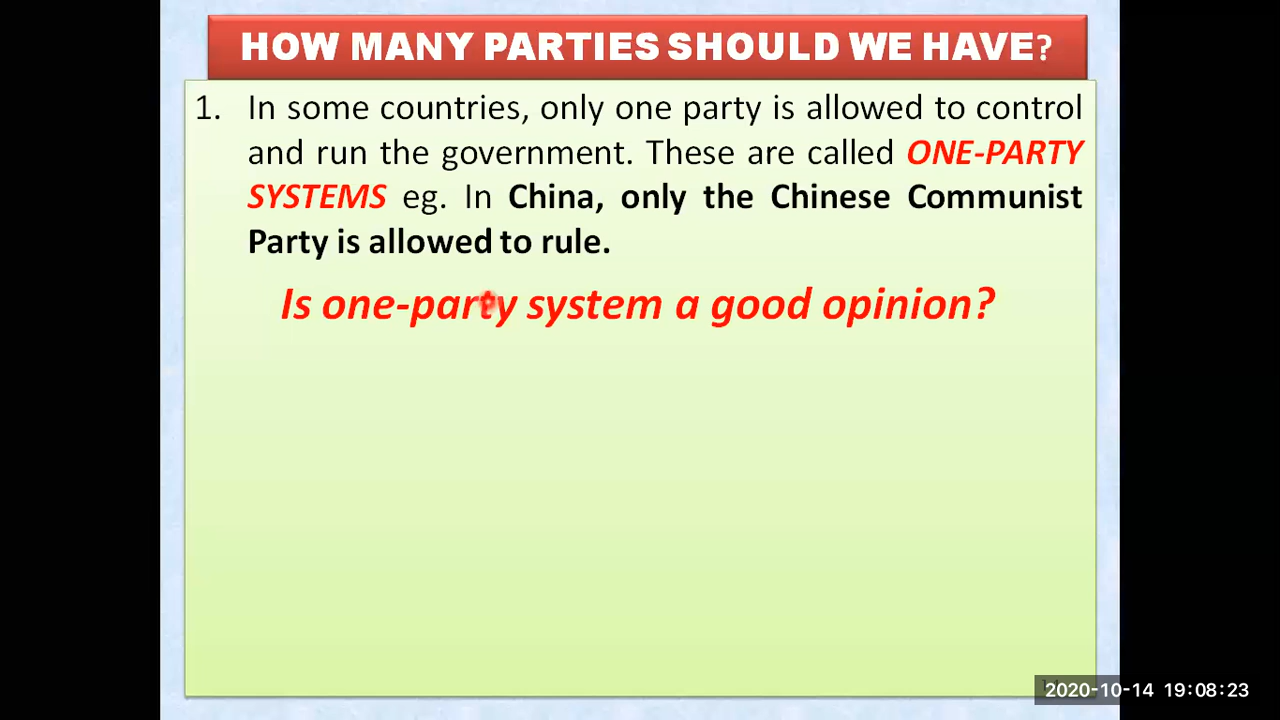 HOW MANY PARTIES SHOULD WE HAVE?
1. In some countries, only one party is allowed to control
and run the government. These are called ONE-PARTY
SYSTEMS eg. In China, only the Chinese Communist
Party is allowed to rule.
Is one-party system a good opinion?
2020-10-14 19:08:23